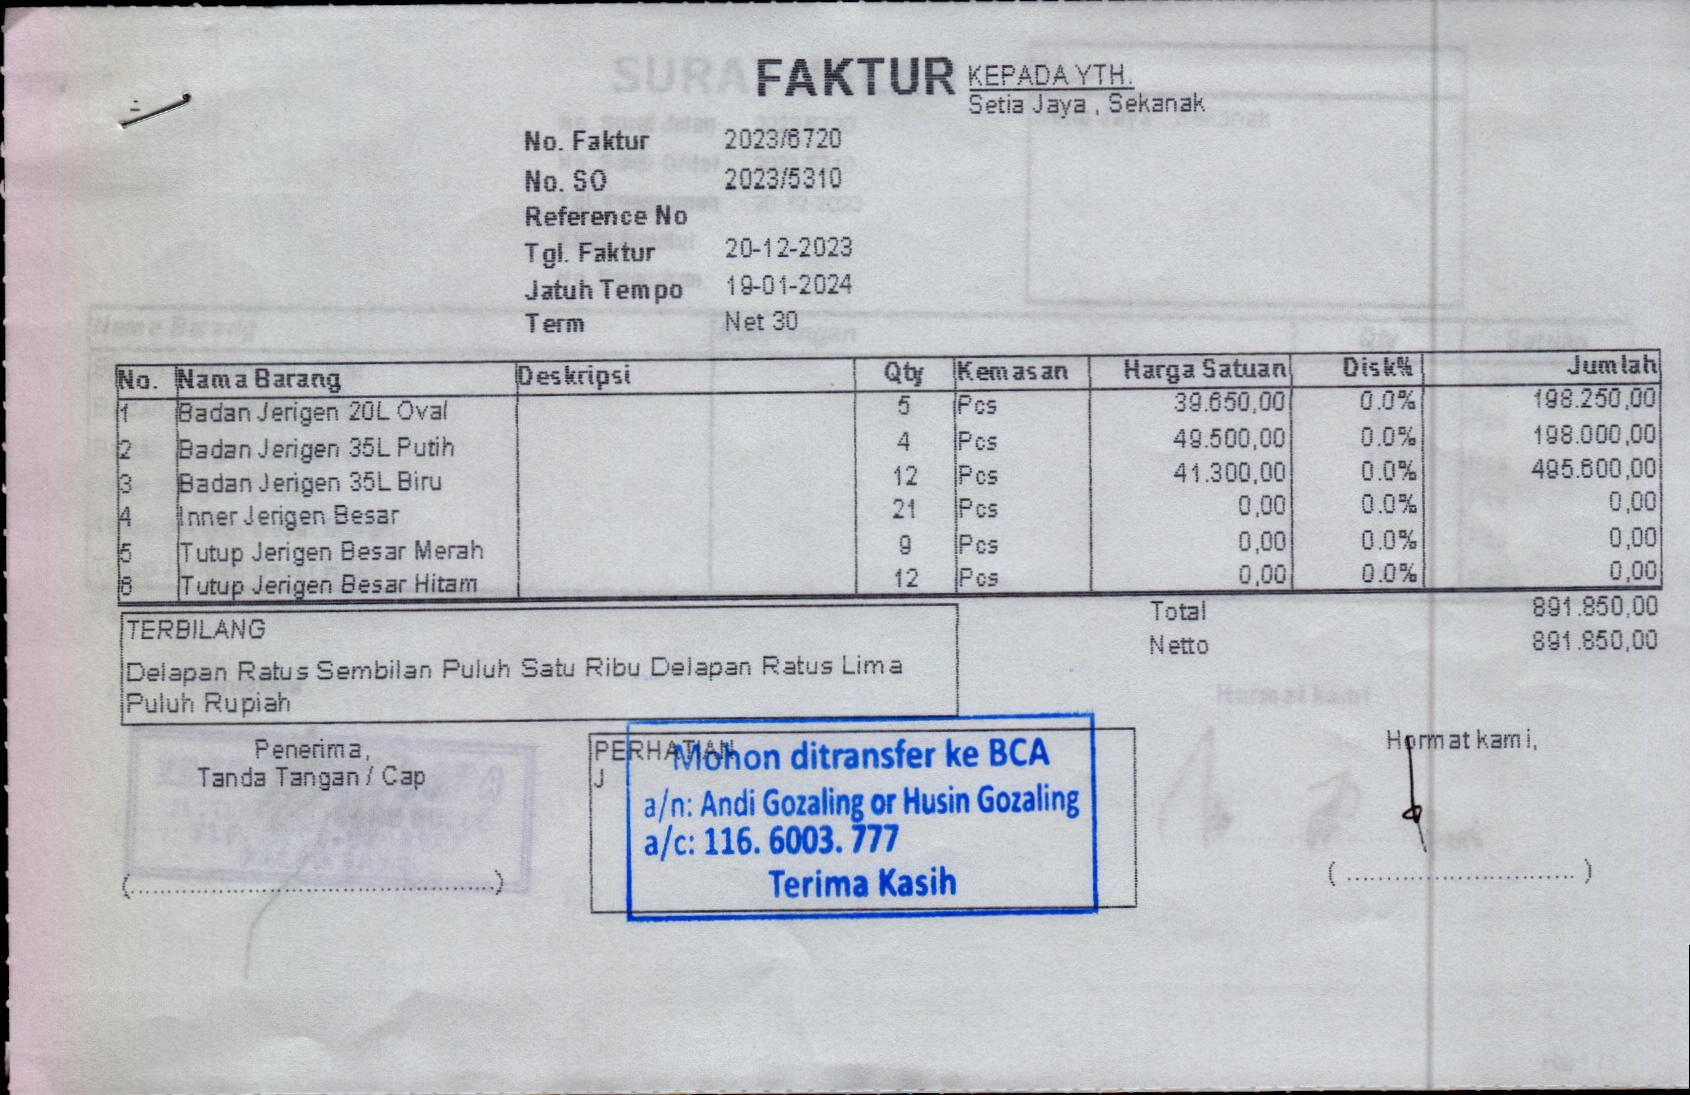 FAKTUR
KEPADA YTH.
Setia Jaya , Sekanak
No. Faktur 2023/6720
No. SO 2023/5310
Reference No
Tgl. Faktur 20-12-2023
Jatuh Tempo 19-01-2024
Term Net 30
No. Nama Barang Deskripsi Qty Kemasan Harga Satuan Disk% Jumlah
1 Badan Jerigen 20L Oval 5 Pcs 39.650,00 0.0% 198.250,00
2 Badan Jerigen 35L Putih 4 Pcs 49.500,00 0.0% 198.000,00
3 Badan Jerigen 35L Biru 12 Pcs 41.300,00 0.0% 495.600,00
4 Inner Jerigen Besar 21 Pcs 0,00 0.0% 0,00
5 Tutup Jerigen Besar Merah 9 Pcs 0,00 0.0% 0,00
6 Tutup Jerigen Besar Hitam 12 Pcs 0,00 0.0% 0,00
Total 891.850,00
Netto 891.850,00
TERBILANG
Delapan Ratus Sembilan Puluh Satu Ribu Delapan Ratus Lima
Puluh Rupiah
Penerima,
Tanda Tangan / Cap
(............................................)
PERHATIAN
J
Mohon ditransfer ke BCA
a/n: Andi Gozaling or Husin Gozaling
a/c: 116. 6003. 777
Terima Kasih
Hormat kami,
( ............................ )